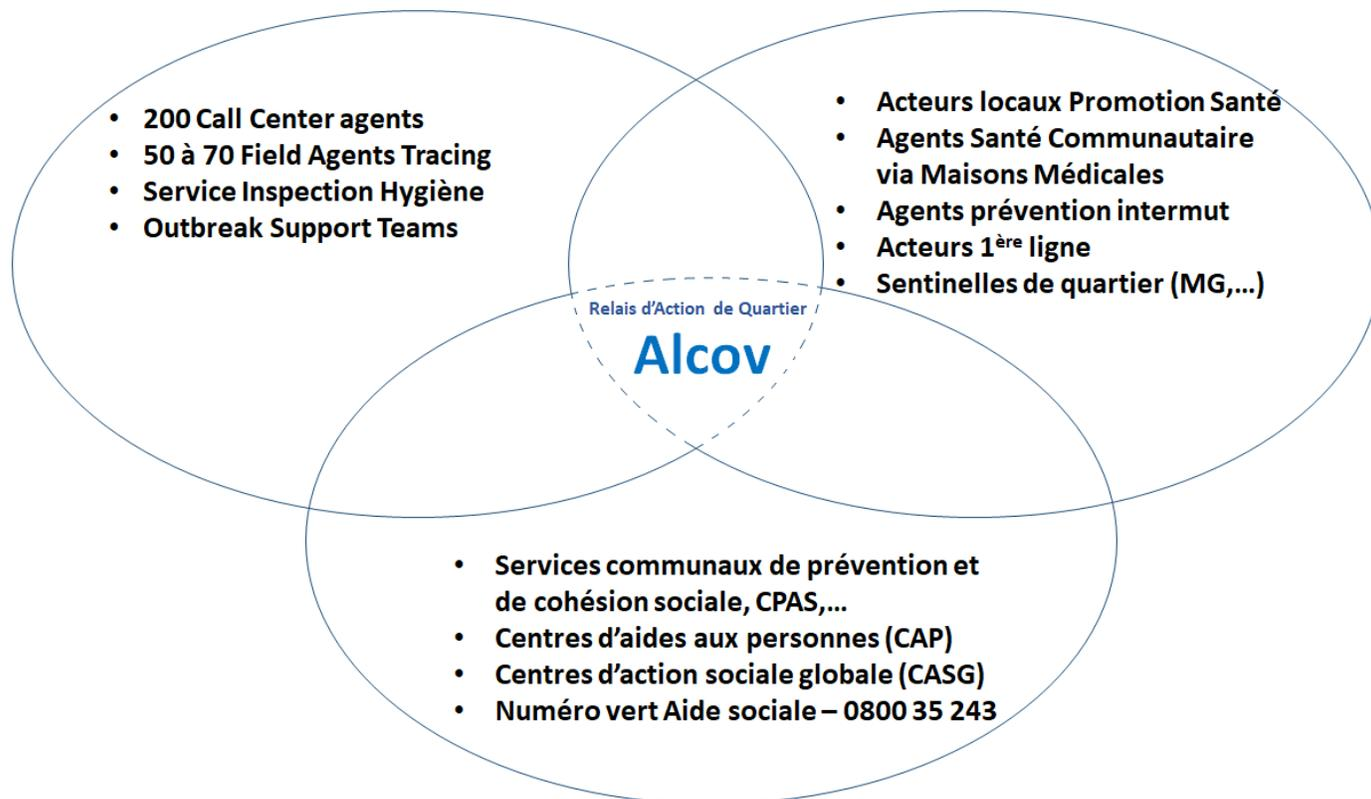 • 200 Call Center agents
• 50 à 70 Field Agents Tracing
• Service Inspection Hygiène
• Outbreak Support Teams
• Acteurs locaux Promotion Santé
• Agents Santé Communautaire
via Maisons Médicales
• Agents prévention intermut
• Acteurs 1ère ligne
• Sentinelles de quartier (MG,...)
Relais d’Action de Quartier
Alcov
• Services communaux de prévention et
de cohésion sociale, CPAS,...
• Centres d’aides aux personnes (CAP)
• Centres d’action sociale globale (CASG)
• Numéro vert Aide sociale – 0800 35 243